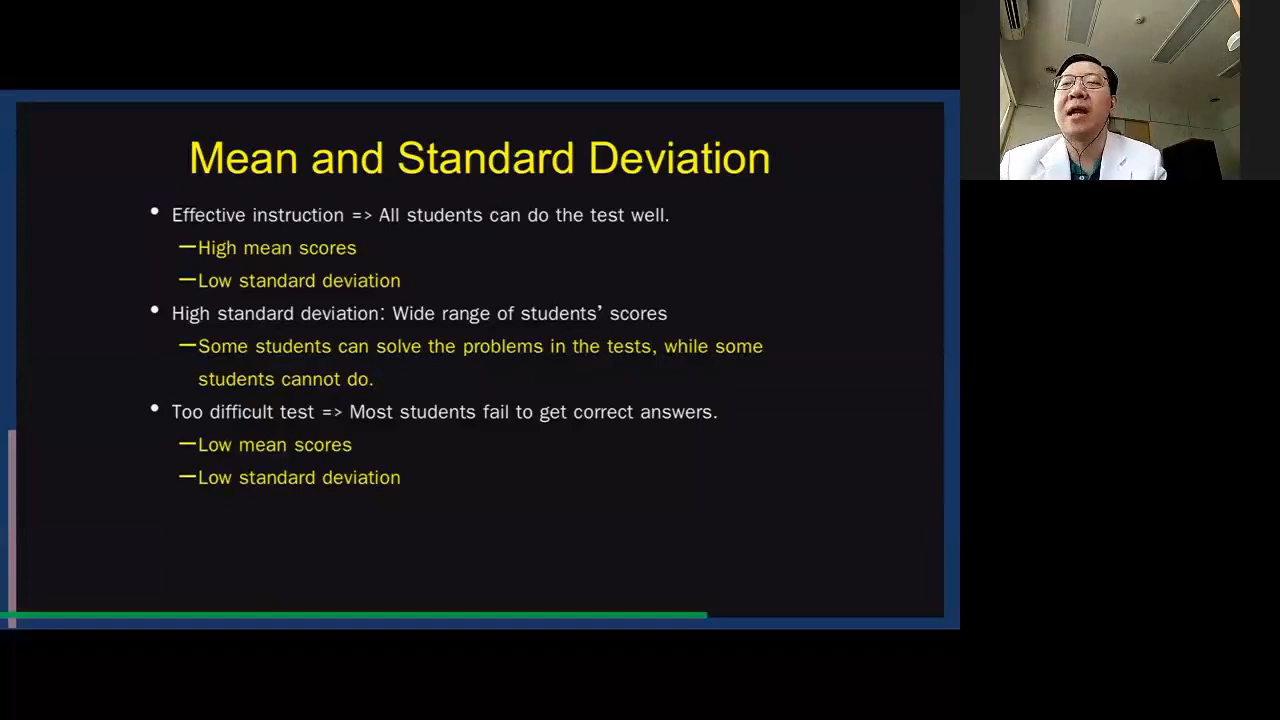 Mean and Standard Deviation
• Effective instruction => All students can do the test well.
–High mean scores
–Low standard deviation
• High standard deviation: Wide range of students’ scores
–Some students can solve the problems in the tests, while some
students cannot do.
• Too difficult test => Most students fail to get correct answers.
–Low mean scores
–Low standard deviation